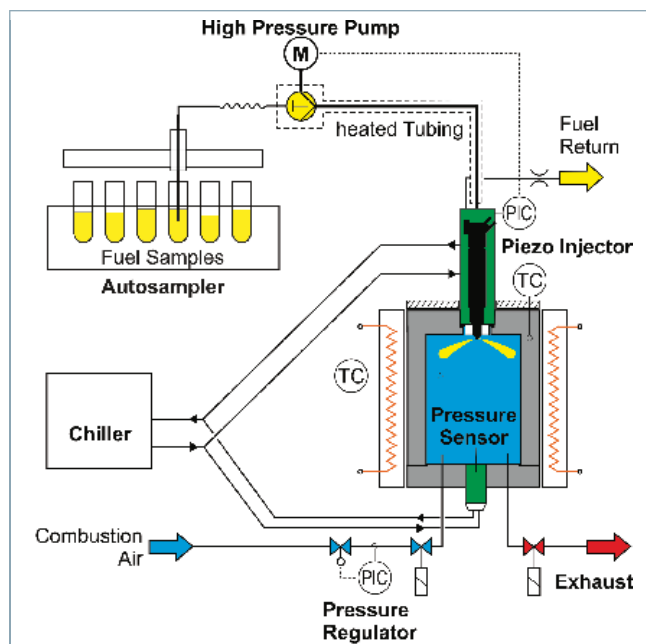 High Pressure Pump
M
heated Tubing
Fuel
Return
PIC
Piezo Injector
Fuel Samples
Autosampler
TC
TC
Chiller
Pressure
Sensor
Combustion
Air
PIC
Exhaust
Pressure
Regulator